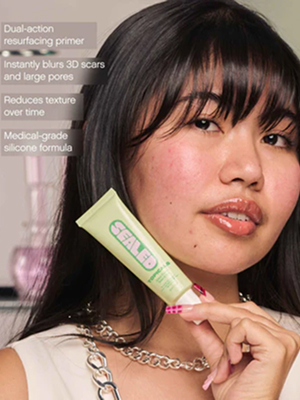 Dual-action
resurfacing primer
Instantly blurs 3D scars
and large pores
Reduces texture
over time
Medical-grade
silicone formula
SEALED